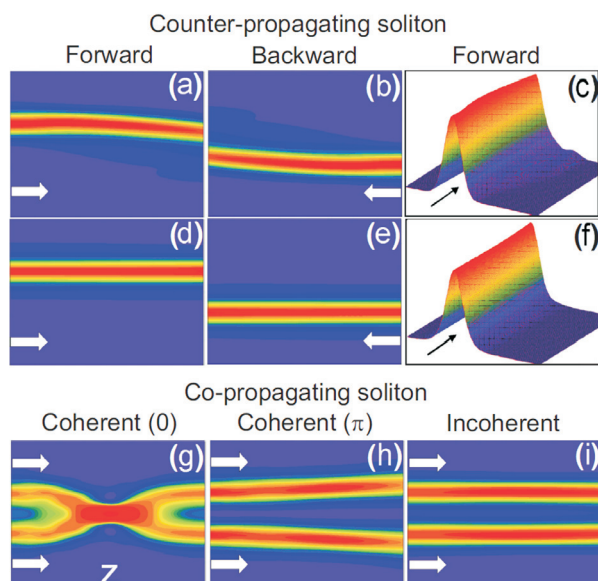 Counter-propagating soliton
Forward Backward Forward
(a) (b) (c)
(d) (e) (f)
Co-propagating soliton
Coherent (0) Coherent (π) Incoherent
(g) (h) (i)
Z